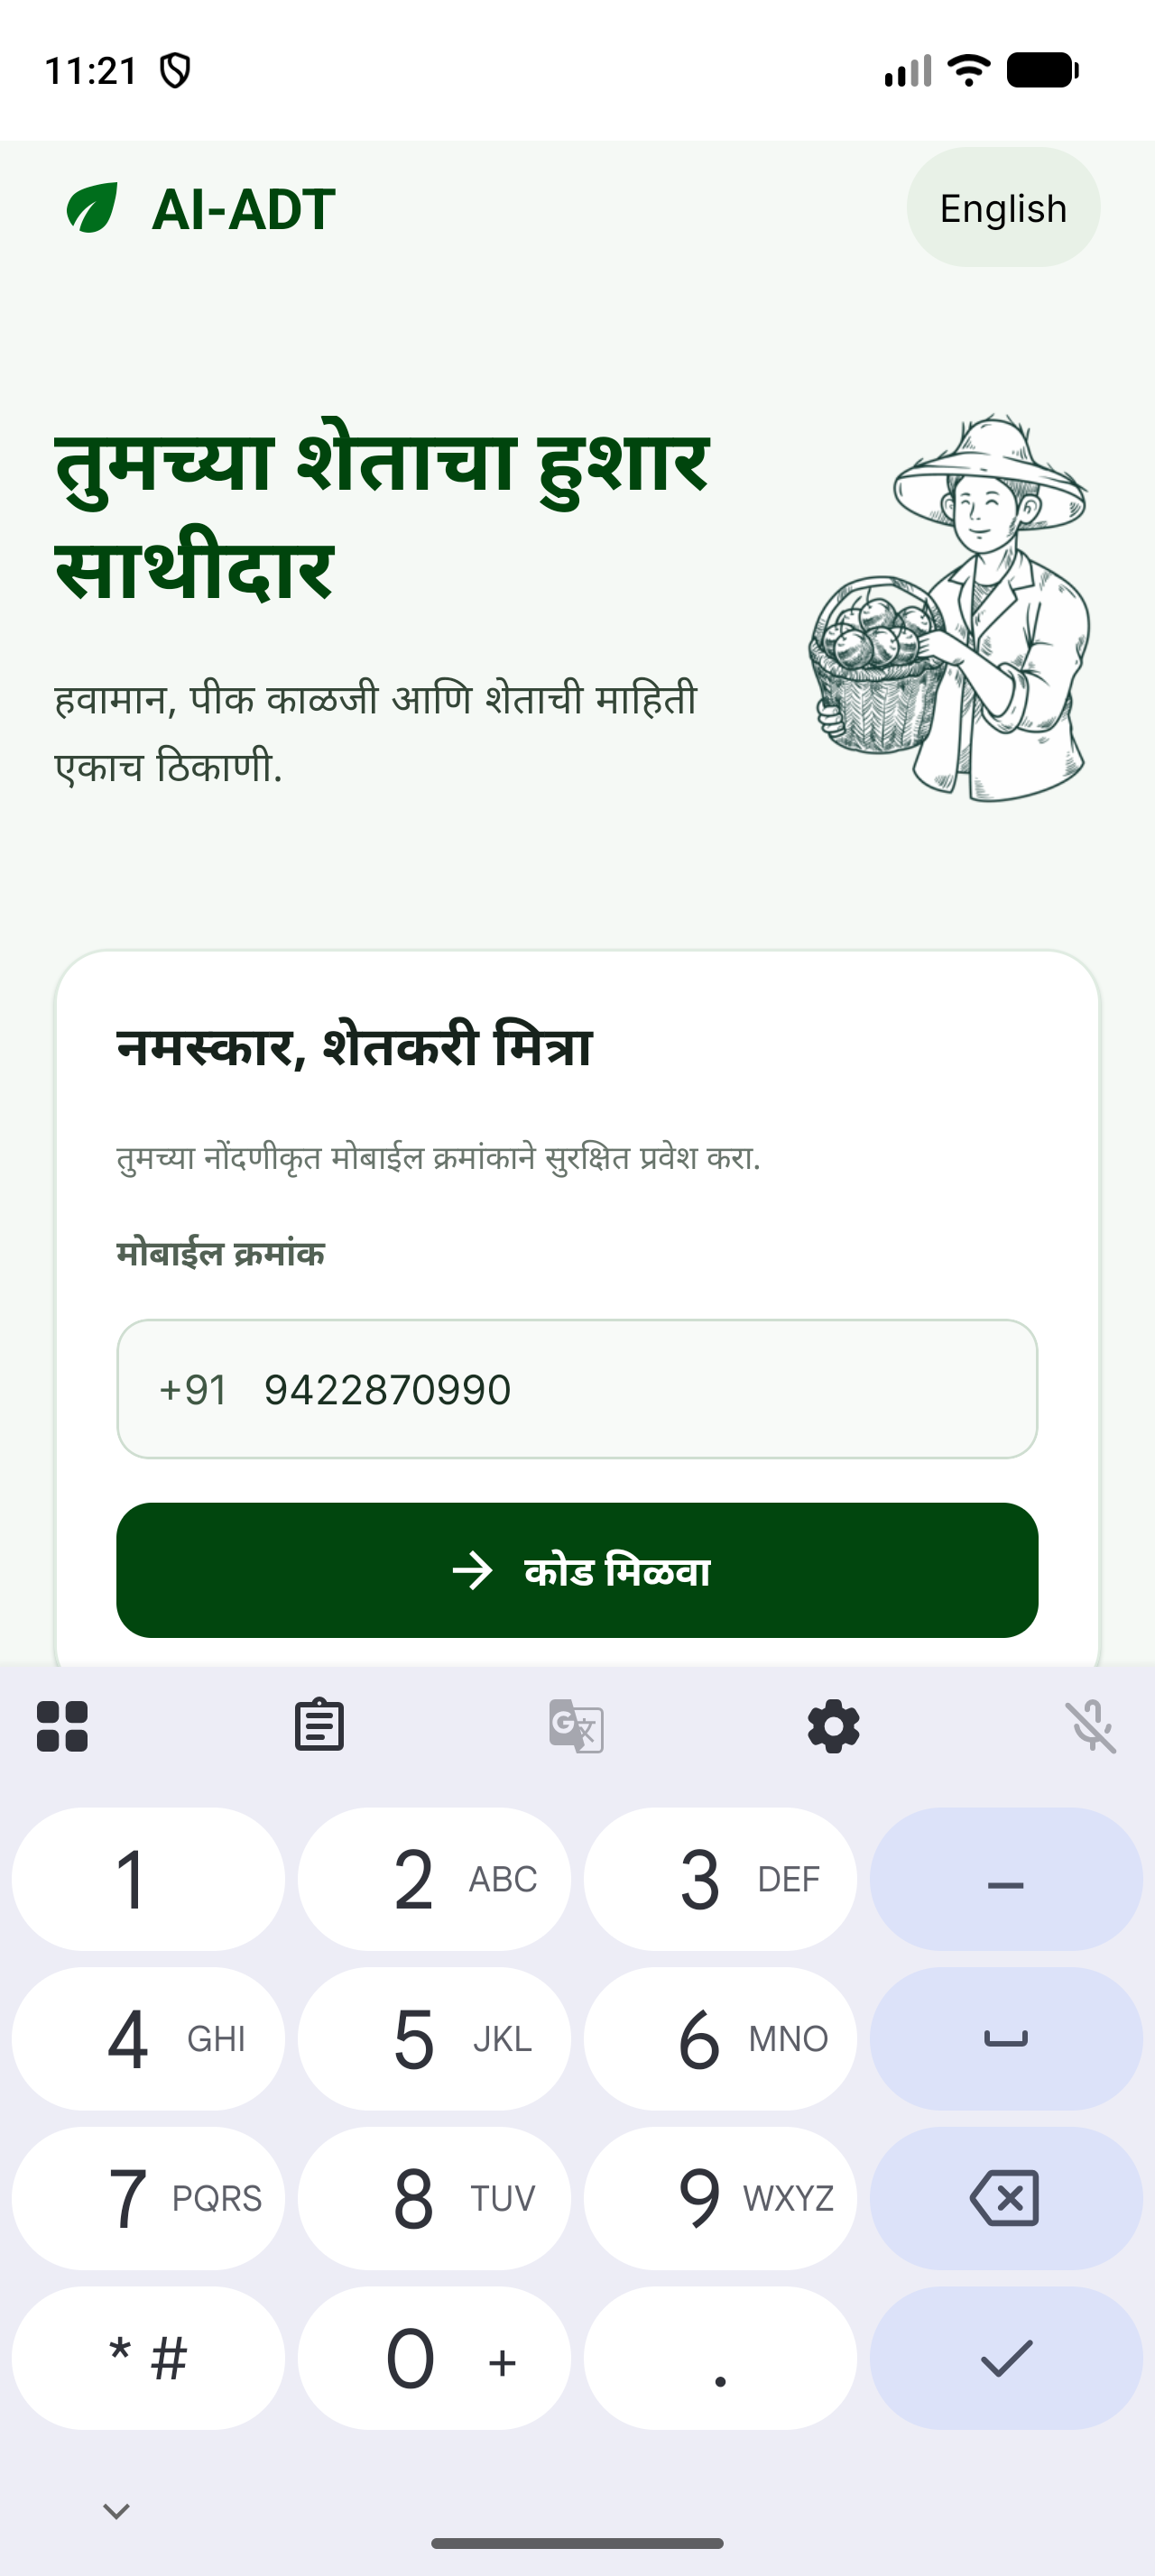 11:21
AI-ADT
English
तुमच्या शेताचा हुशार
साथीदार
हवामान, पीक काळजी आणि शेताची माहिती
एकाच ठिकाणी.
नमस्कार, शेतकरी मित्रा
तुमच्या नोंदणीकृत मोबाईल क्रमांकाने सुरक्षित प्रवेश करा.
मोबाईल क्रमांक
+91 9422870990
→ कोड मिळवा
1 2 ABC 3 DEF –
4 GHI 5 JKL 6 MNO
7 PQRS 8 TUV 9 WXYZ
* # 0 + .